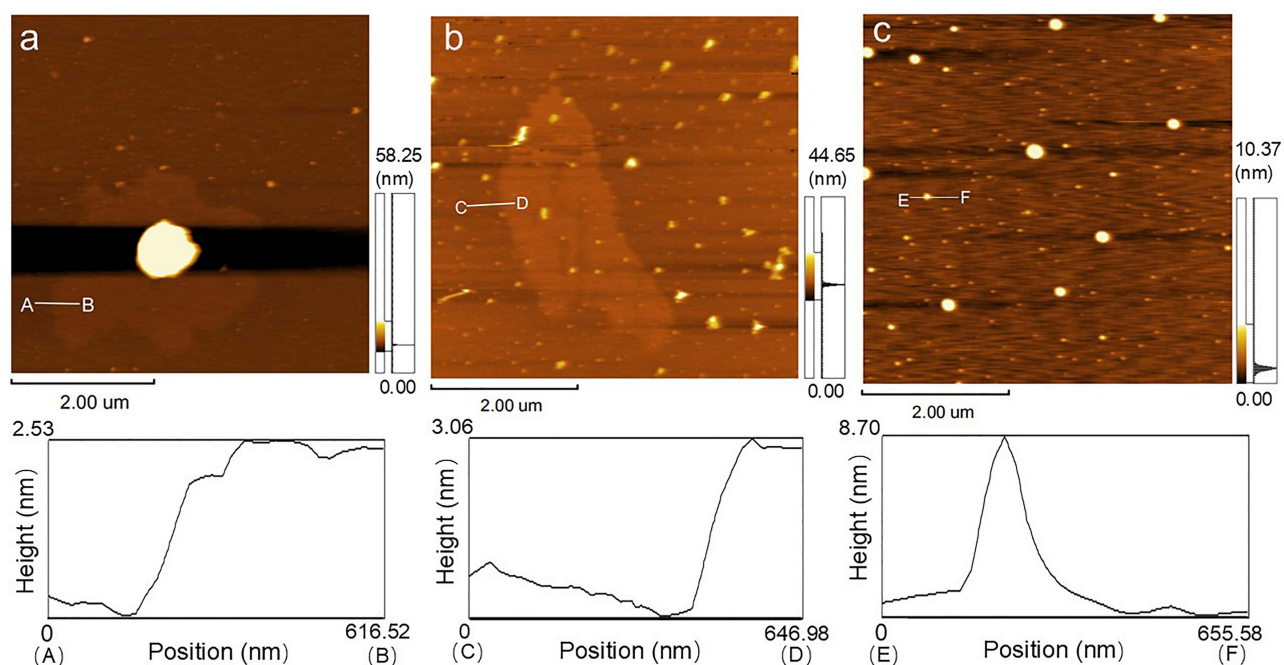 a
58.25
(nm)
A
B
0.00
2.00 um
b
44.65
(nm)
C
D
0.00
2.00 um
c
10.37
(nm)
E
F
0.00
2.00 um
2.53
Height (nm)
0
616.52
(A)
Position (nm)
(B)
3.06
Height (nm)
0
646.98
(C)
Position (nm)
(D)
8.70
Height (nm)
0
655.58
(E)
Position (nm)
(F)